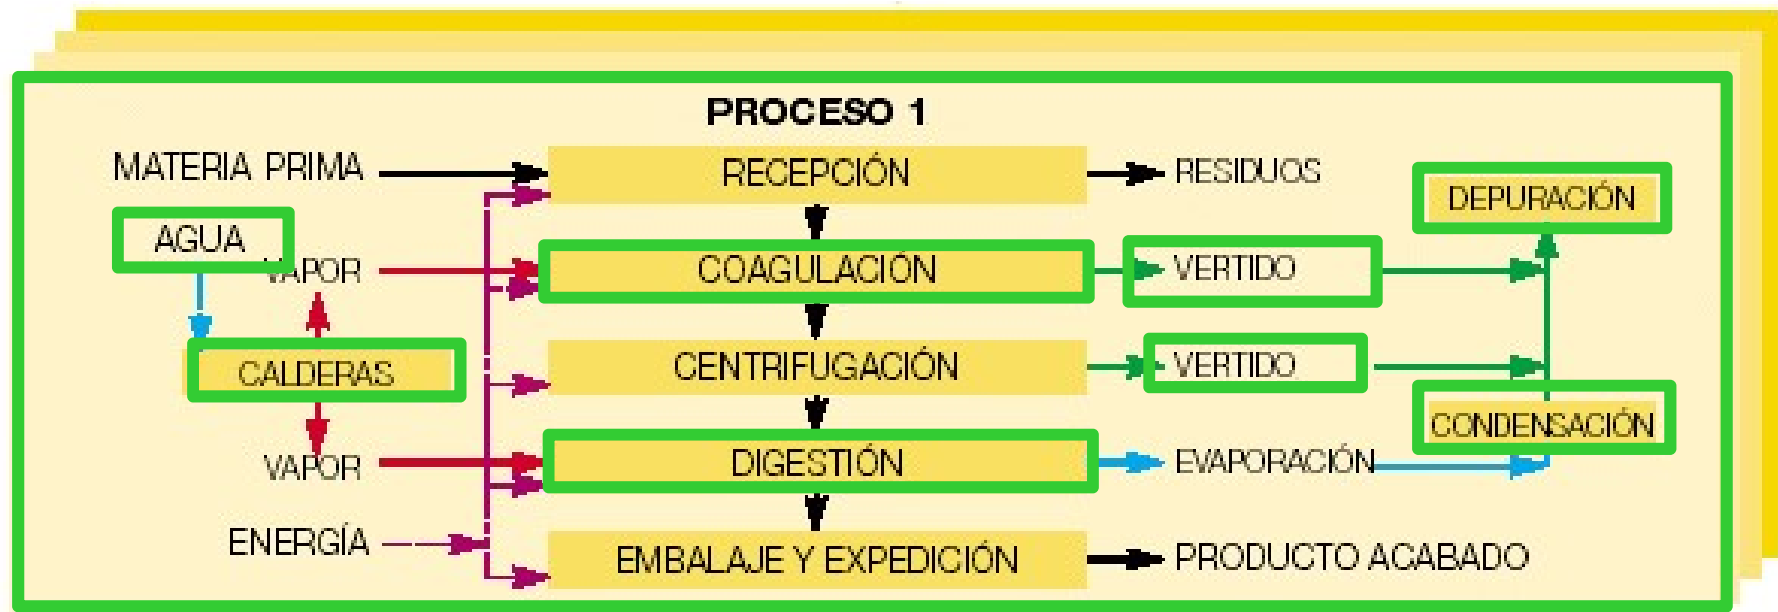 PROCESO 1
MATERIA PRIMA
RECEPCIÓN
RESIDUOS
DEPURACIÓN
AGUA
VAPOR
COAGULACIÓN
VERTIDO
CALDERAS
CENTRIFUGACIÓN
VERTIDO
CONDENSACIÓN
VAPOR
DIGESTIÓN
EVAPORACIÓN
ENERGÍA
EMBALAJE Y EXPEDICIÓN
PRODUCTO ACABADO